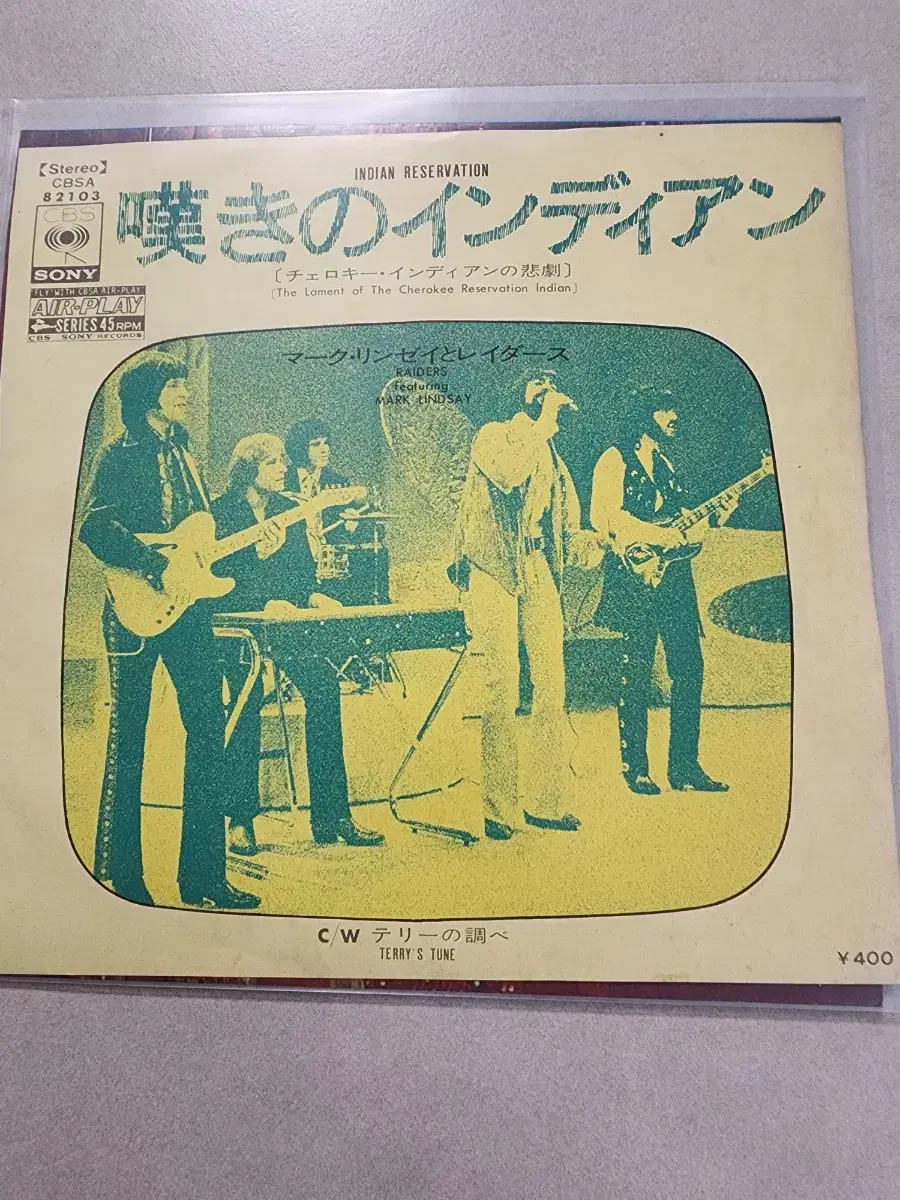 【Stereo】
CBSA
82103
CBS
SONY
"FLY" WITH CBSA AIR-PLAY
AIR-PLAY
SERIES 45 RPM
CBS SONY RECORDS
INDIAN RESERVATION
嘆きのインディアン
〔チェロキー・インディアンの悲劇〕
(The Lament of The Cherokee Reservation Indian)
マーク・リンゼイとレイダース
RAIDERS
featuring
MARK LINDSAY
C/W テリーの調べ
TERRY'S TUNE
¥400